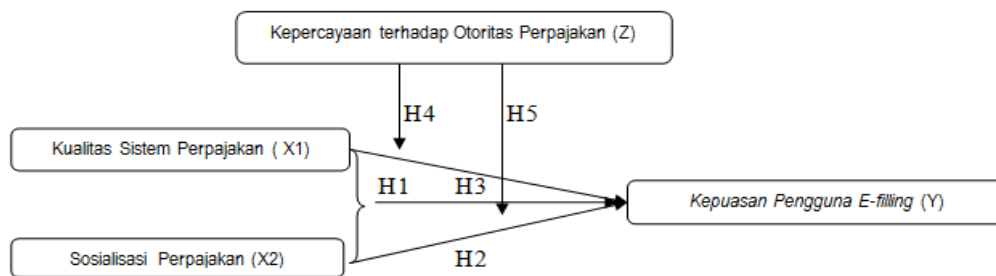 Kepercayaan terhadap Otoritas Perpajakan (Z)
H4 H5
Kualitas Sistem Perpajakan ( X1)
H1 H3
Kepuasan Pengguna E-filling (Y)
Sosialisasi Perpajakan (X2)
H2